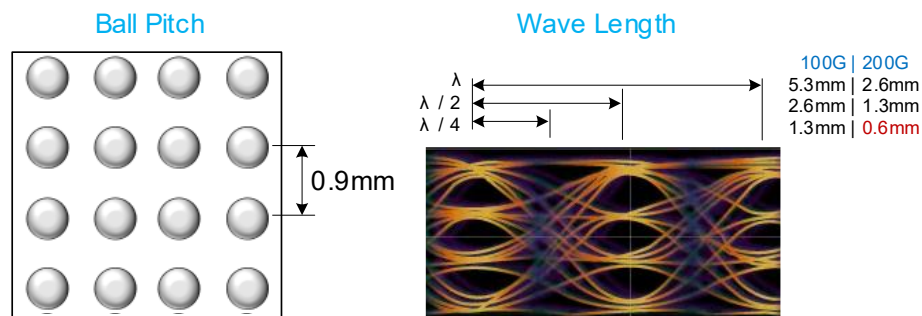 Ball Pitch
0.9mm
Wave Length
100G | 200G
λ
5.3mm | 2.6mm
λ / 2
2.6mm | 1.3mm
λ / 4
1.3mm | 0.6mm